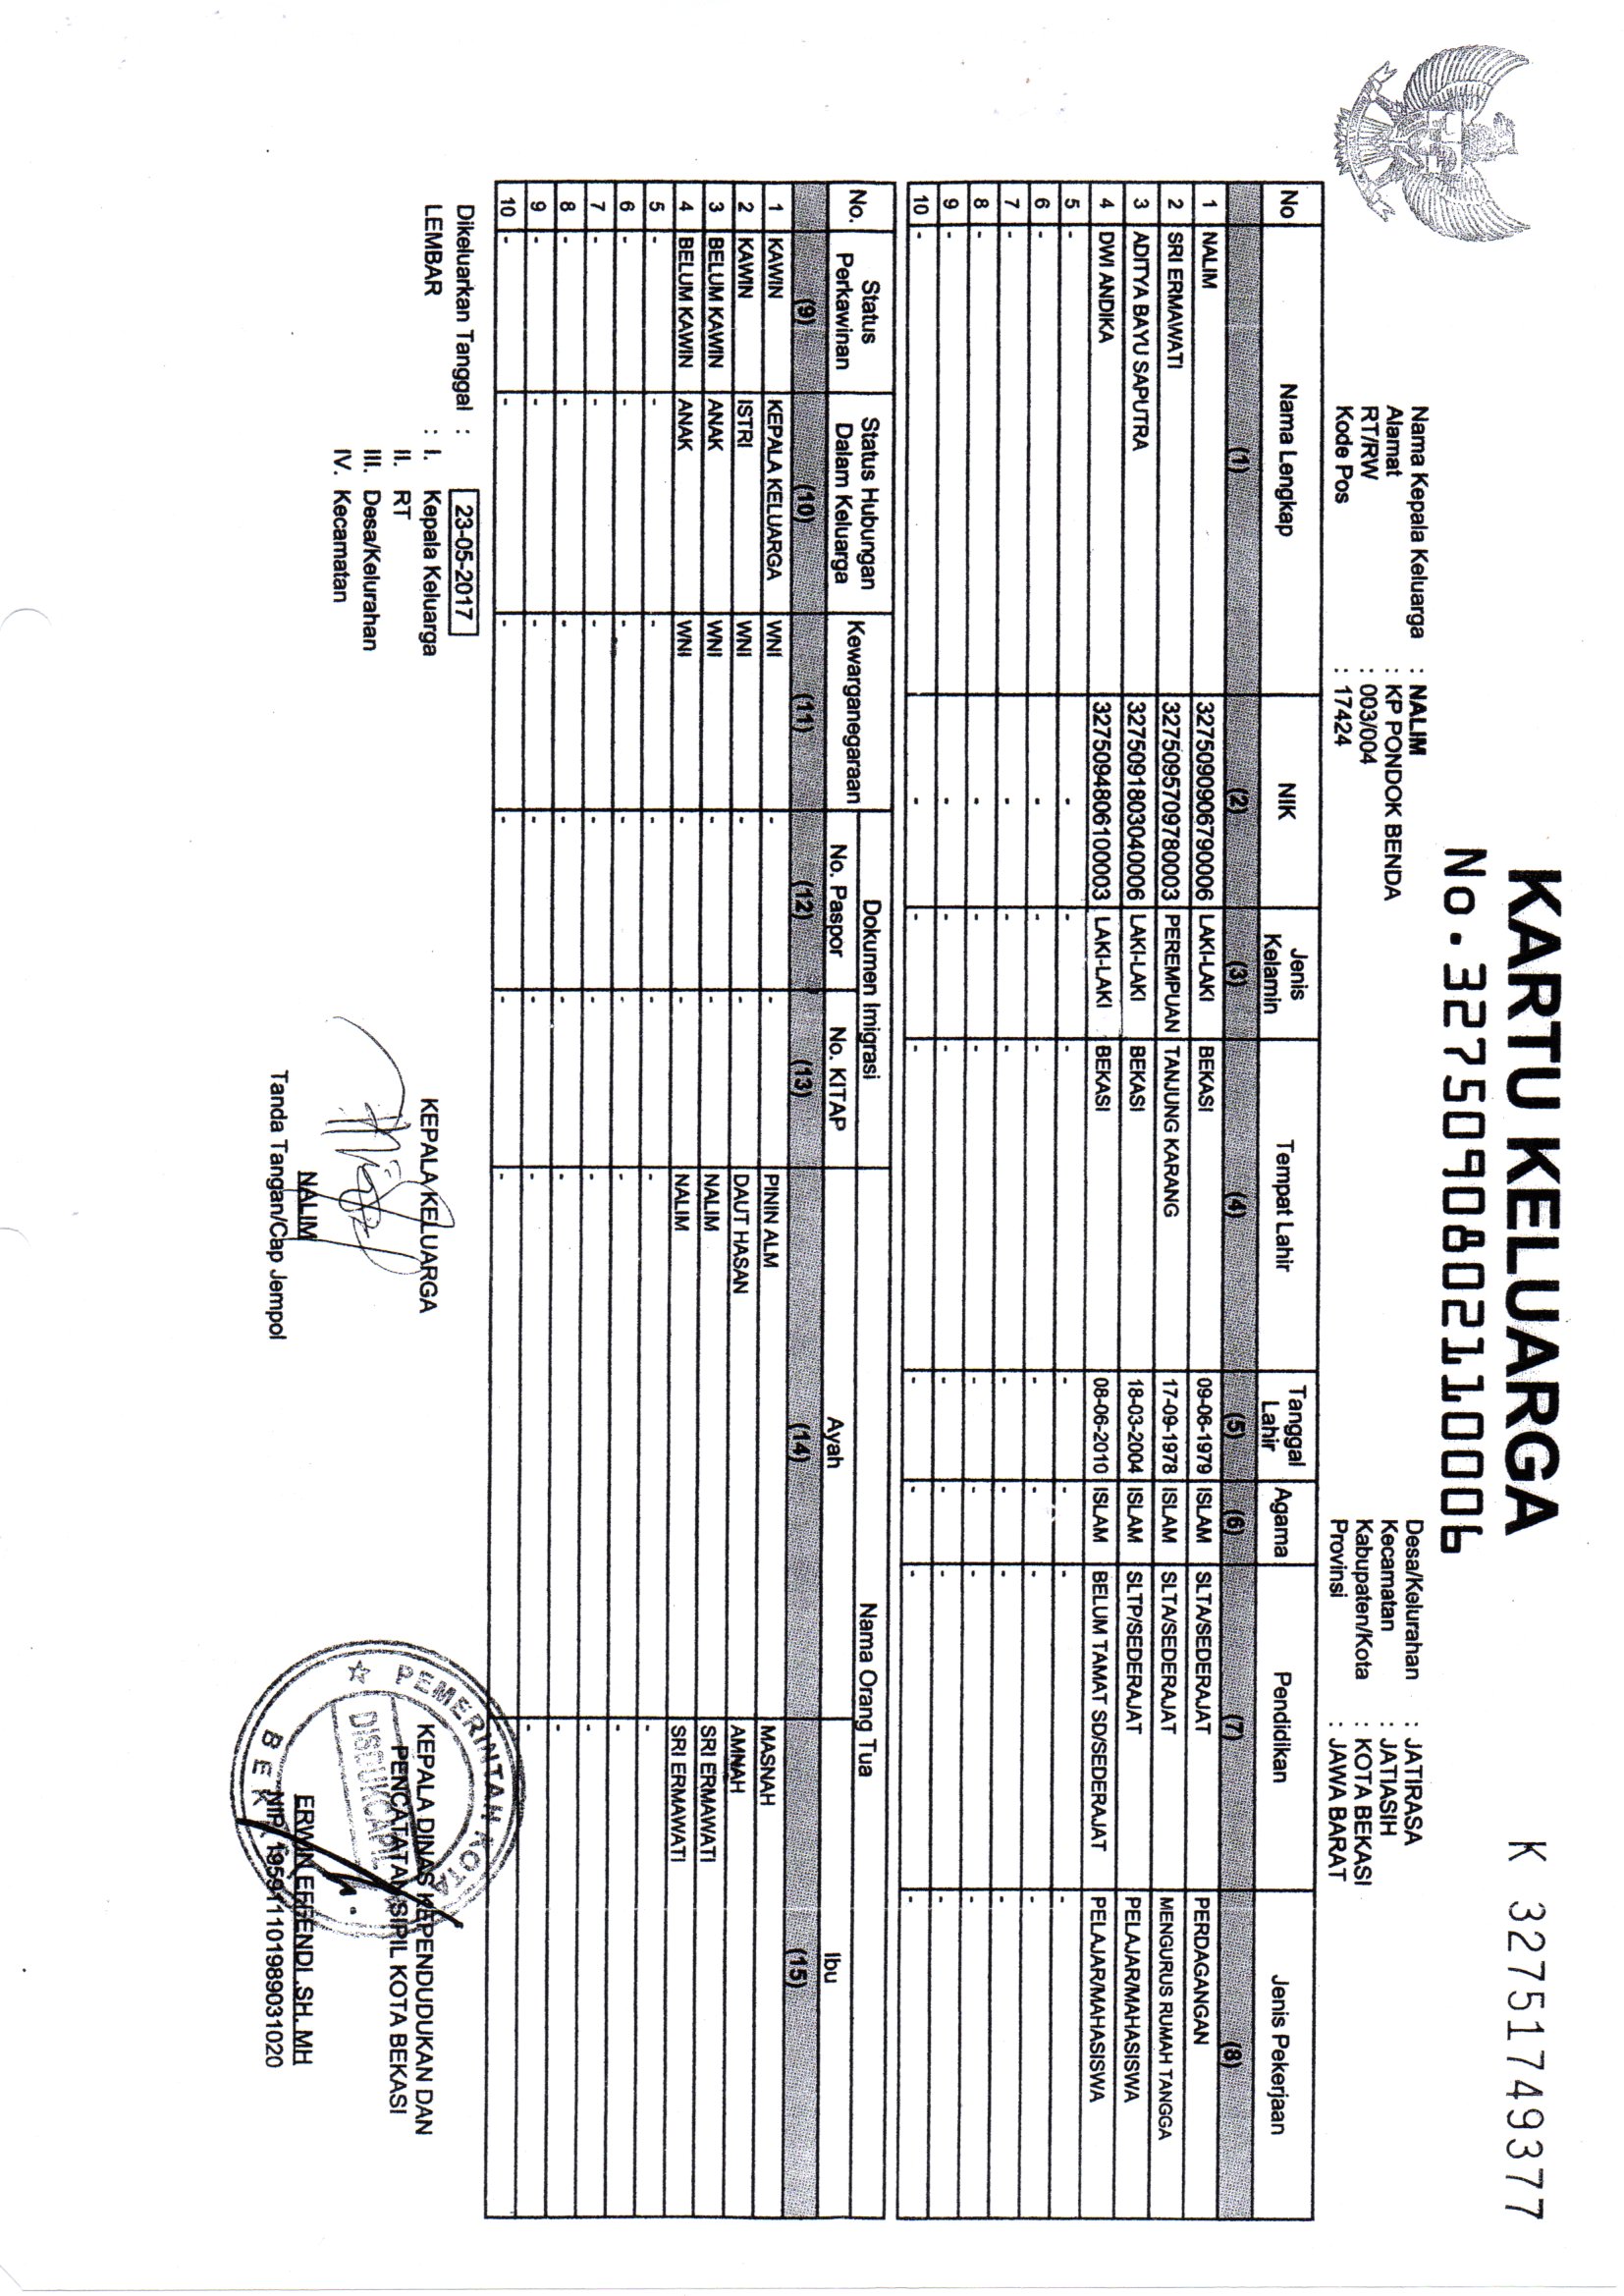 KARTU KELUARGA
No. 3275090802110006
K 3275174937​7
Nama Kepala Keluarga : NALIM
Alamat : KP PONDOK BENDA
RT/RW : 003/004
Kode Pos : 17424
Desa/Kelurahan : JATIRASA
Kecamatan : JATIASIH
Kabupaten/Kota : KOTA BEKASI
Provinsi : JAWA BARAT
No Nama Lengkap NIK Jenis Kelamin Tempat Lahir Tanggal Lahir Agama Pendidikan Jenis Pekerjaan
(1) (2) (3) (4) (5) (6) (7) (8)
1 NALIM 3275090906790006 LAKI-LAKI BEKASI 09-06-1979 ISLAM SLTA/SEDERAJAT PERDAGANGAN
2 SRI ERMAWATI 3275095709780003 PEREMPUAN TANJUNG KARANG 17-09-1978 ISLAM SLTA/SEDERAJAT MENGURUS RUMAH TANGGA
3 ADITYA BAYU SAPUTRA 3275091803040006 LAKI-LAKI BEKASI 18-03-2004 ISLAM SLTP/SEDERAJAT PELAJAR/MAHASISWA
4 DWI ANDIKA 3275094806100003 LAKI-LAKI BEKASI 08-06-2010 ISLAM BELUM TAMAT SD/SEDERAJAT PELAJAR/MAHASISWA
5 - - - - - - - -
6 - - - - - - - -
7 - - - - - - - -
8 - - - - - - - -
9 - - - - - - - -
10 - - - - - - - -
No. Status Perkawinan Status Hubungan Dalam Keluarga Kewarganegaraan Dokumen Imigrasi Nama Orang Tua
No. Paspor No. KITAP Ayah Ibu
(9) (10) (11) (12) (13) (14) (15)
1 KAWIN KEPALA KELUARGA WNI - - PININ ALM MASNAH
2 KAWIN ISTRI WNI - - DAUT HASAN AMNAH
3 BELUM KAWIN ANAK WNI - - NALIM SRI ERMAWATI
4 BELUM KAWIN ANAK WNI - - NALIM SRI ERMAWATI
5 - - - - - - -
6 - - - - - - -
7 - - - - - - -
8 - - - - - - -
9 - - - - - - -
10 - - - - - - -
Dikeluarkan Tanggal : 23-05-2017
LEMBAR : I. Kepala Keluarga
II. RT
III. Desa/Kelurahan
IV. Kecamatan
KEPALA KELUARGA
NALIM
Tanda Tangan/Cap Jempol
KEPALA DINAS KEPENDUDUKAN DAN
PENCATATAN SIPIL KOTA BEKASI
PEMERINTAH KOTA
DISDUKCAPIL
BEK
ERWIN EFFENDI .SH. MH
NIP. 195911101989031020